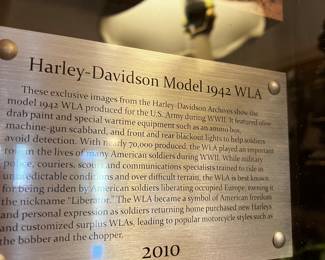 Harley-Davidson Model 1942 WLA
These exclusive images from the Harley-Davidson Archives show the
model 1942 WLA produced for the U.S. Army during WWII. It featured olive-
drab paint and special wartime equipment such as an ammo box,
machine-gun scabbard, and front and rear blackout lights to help soldiers
avoid detection. With nearly 70,000 produced, the WLA played an important
role in the lives of many American soldiers during WWII. While military
police, couriers, scouts and communications specialists trained to ride in
unpredictable conditions and over difficult terrain, the WLA is best known
for being ridden by American soldiers liberating occupied Europe, earning it
the nickname "Liberator." The WLA became a symbol of American freedom
and personal expression as soldiers returning home purchased new Harleys
and customized surplus WLAs, leading to popular motorcycle styles such as
the bobber and the chopper.
2010